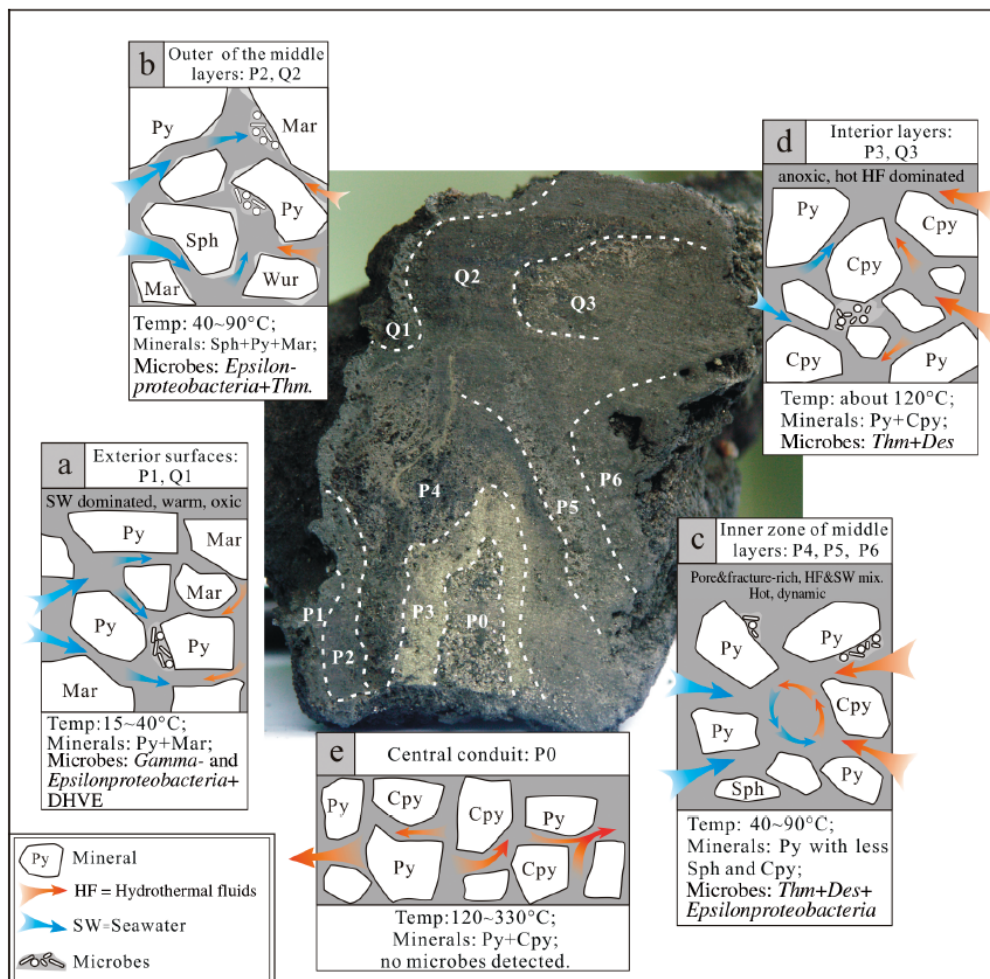 b
Outer of the middle
layers: P2, Q2
Py
Mar
Py
Sph
Mar
Wur
Temp: 40~90°C;
Minerals: Sph+Py+Mar;
Microbes: Epsilon-
proteobacteria+Thm.
a
Exterior surfaces:
P1, Q1
SW dominated, warm, oxic
Py
Mar
Mar
Py
Py
Mar
Temp:15~40°C;
Minerals: Py+Mar;
Microbes: Gamma- and
Epsilonproteobacteria+
DHVE
Q2
Q3
Q1
P4
P6
P5
P1
P3
P0
P2
d
Interior layers:
P3, Q3
anoxic, hot HF dominated
Py
Cpy
Cpy
Cpy
Py
Temp: about 120°C;
Minerals: Py+Cpy;
Microbes: Thm+Des
c
Inner zone of middle
layers: P4, P5, P6
Pore&fracture-rich, HF&SW mix.
Hot, dynamic
Py
Py
Cpy
Py
Py
Sph
Temp: 40~90°C;
Minerals: Py with less
Sph and Cpy;
Microbes: Thm+Des+
Epsilonproteobacteria
e
Central conduit: P0
Py
Cpy
Cpy
Py
Py
Cpy
Temp:120~330°C;
Minerals: Py+Cpy;
no microbes detected.
Py
Mineral
HF = Hydrothermal fluids
SW=Seawater
Microbes